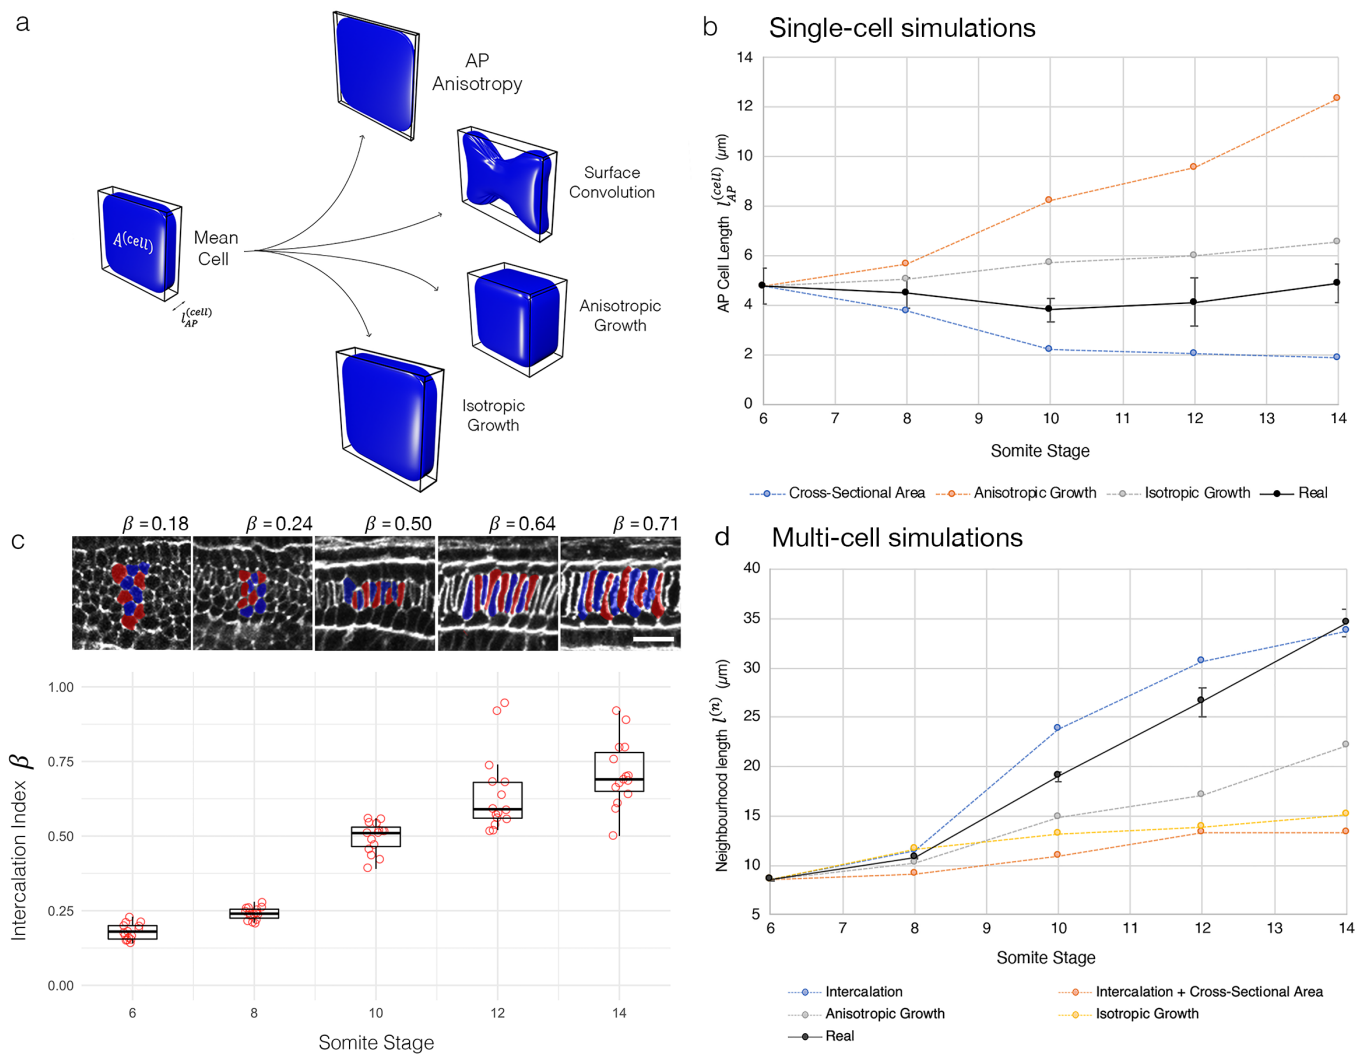 a
AP
Anisotropy
Surface
Convolution
A(cell)
Mean
Cell
l(cell)AP
Anisotropic
Growth
Isotropic
Growth
b
Single-cell simulations
AP Cell Length l(cell)AP (μm)
14
12
10
8
6
4
2
0
6 7 8 9 10 11 12 13 14
Somite Stage
Cross-Sectional Area Anisotropic Growth Isotropic Growth Real
c
β = 0.18 β = 0.24 β = 0.50 β = 0.64 β = 0.71
Intercalation Index β
1.00
0.75
0.50
0.25
0.00
6 8 10 12 14
Somite Stage
d
Multi-cell simulations
Neighbourhood length l(n) (μm)
40
35
30
25
20
15
10
5
6 7 8 9 10 11 12 13 14
Somite Stage
Intercalation Intercalation + Cross-Sectional Area
Anisotropic Growth Isotropic Growth
Real